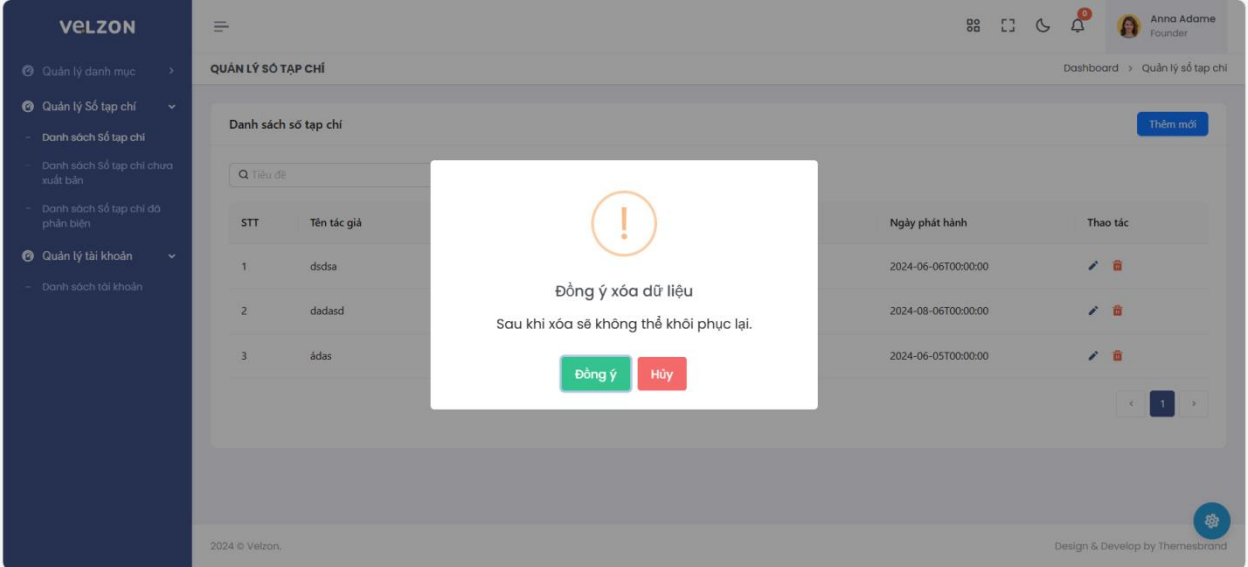 VELZON
Anna Adame
Founder
0
Quản lý danh mục
QUẢN LÝ SỐ TẠP CHÍ
Dashboard > Quản lý số tạp chí
Quản lý Số tạp chí
Danh sách Số tạp chí
Danh sách Số tạp chí chưa
xuất bản
Danh sách Số tạp chí đã
phản biện
Quản lý tài khoản
Danh sách tài khoản
Danh sách số tạp chí
Thêm mới
Tiêu đề
STT Tên tác giả Ngày phát hành Thao tác
1 dsdsa 2024-06-06T00:00:00
2 dadasd 2024-08-06T00:00:00
3 ádas 2024-06-05T00:00:00
!
Đồng ý xóa dữ liệu
Sau khi xóa sẽ không thể khôi phục lại.
Đồng ý Hủy
< 1 >
2024 © Velzon.
Design & Develop by Themesbrand